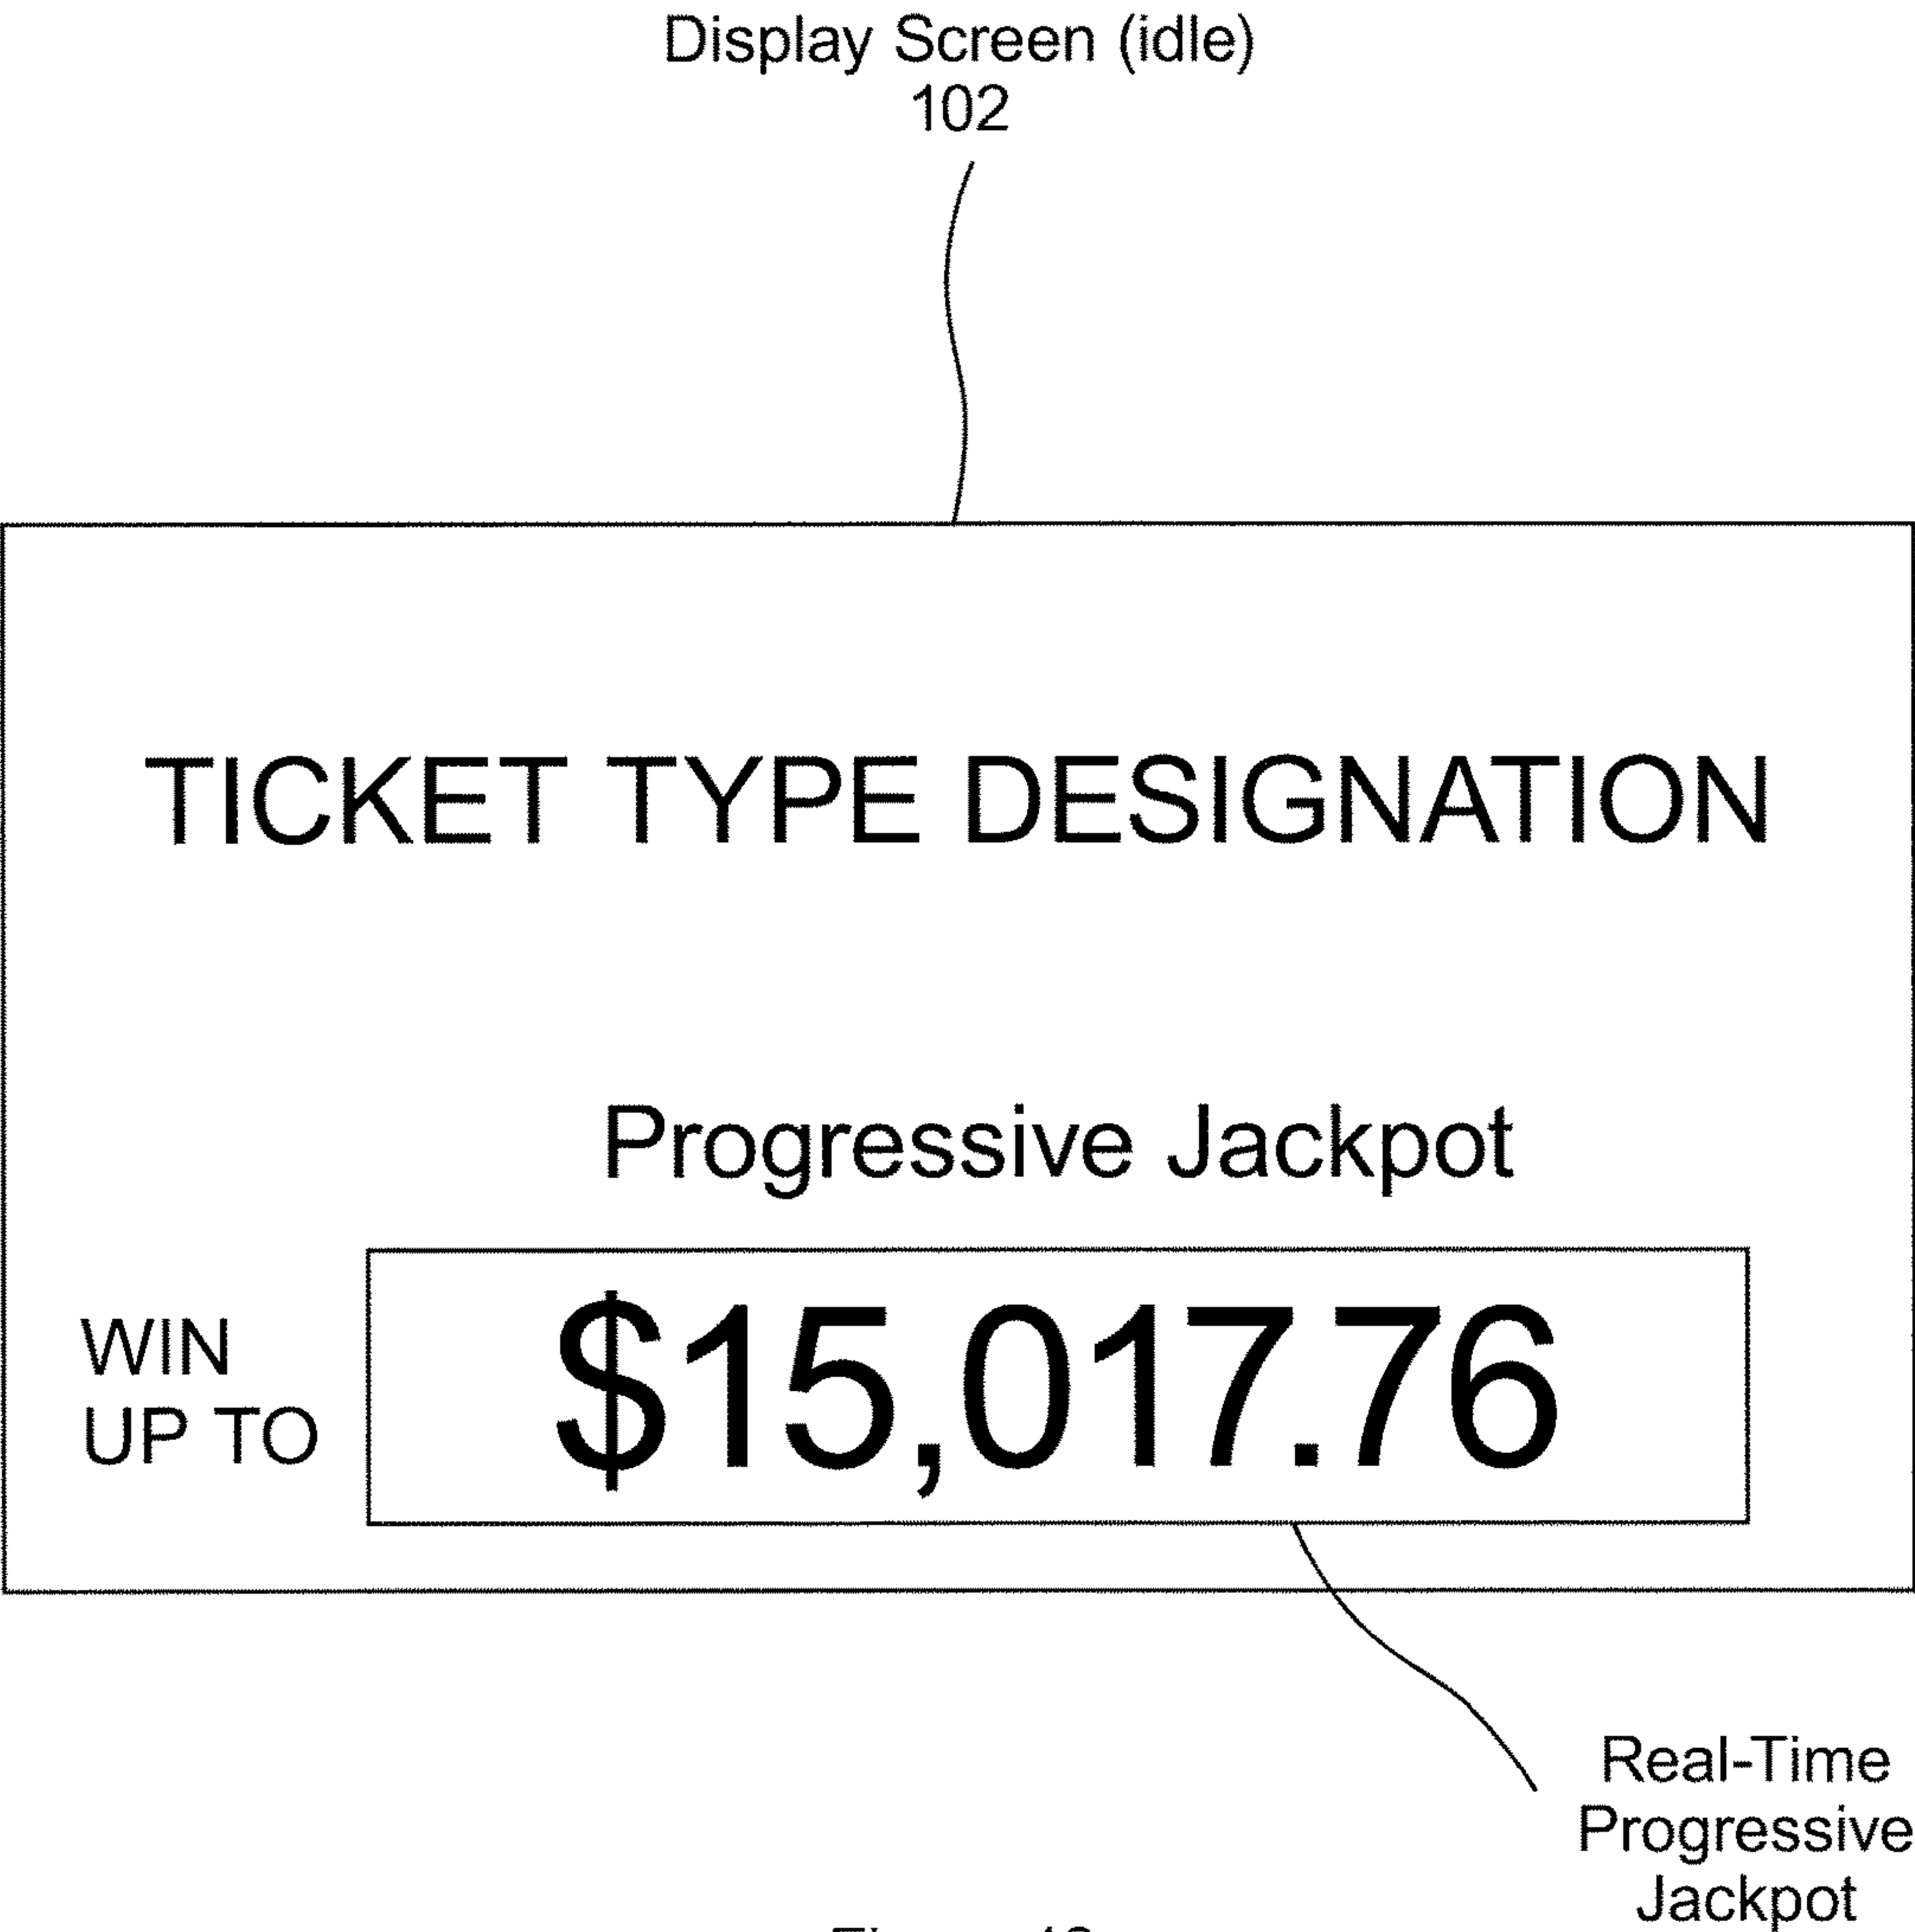 Display Screen (idle)
102
TICKET TYPE DESIGNATION
Progressive Jackpot
WIN
UP TO
$15,017.76
Real-Time
Progressive
Jackpot